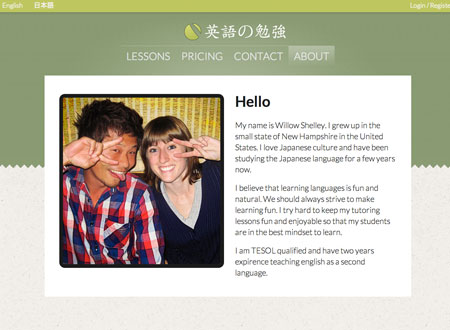 English 日本語 Login / Registe
英語の勉強
LESSONS PRICING CONTACT ABOUT
Hello
My name is Willow Shelley. I grew up in the
small state of New Hampshire in the United
States. I love Japanese culture and have been
studying the Japanese language for a few years
now.
I believe that learning languages is fun and
natural. We should always strive to make
learning fun. I try hard to keep my tutoring
lessons fun and enjoyable so that my students
are in the best mindset to learn.
I am TESOL qualified and have two years
expirence teaching english as a second
language.